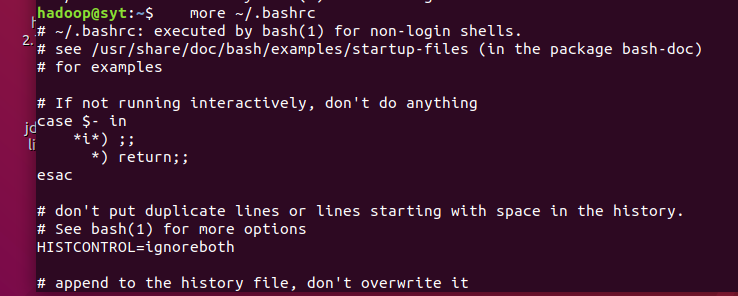 hadoop@syt:~$    more ~/.bashrc
# ~/.bashrc: executed by bash(1) for non-login shells.
# see /usr/share/doc/bash/examples/startup-files (in the package bash-doc)
# for examples

# If not running interactively, don't do anything
case $- in
    *i*) ;;
      *) return;;
esac

# don't put duplicate lines or lines starting with space in the history.
# See bash(1) for more options
HISTCONTROL=ignoreboth

# append to the history file, don't overwrite it
h
2.
jd
li